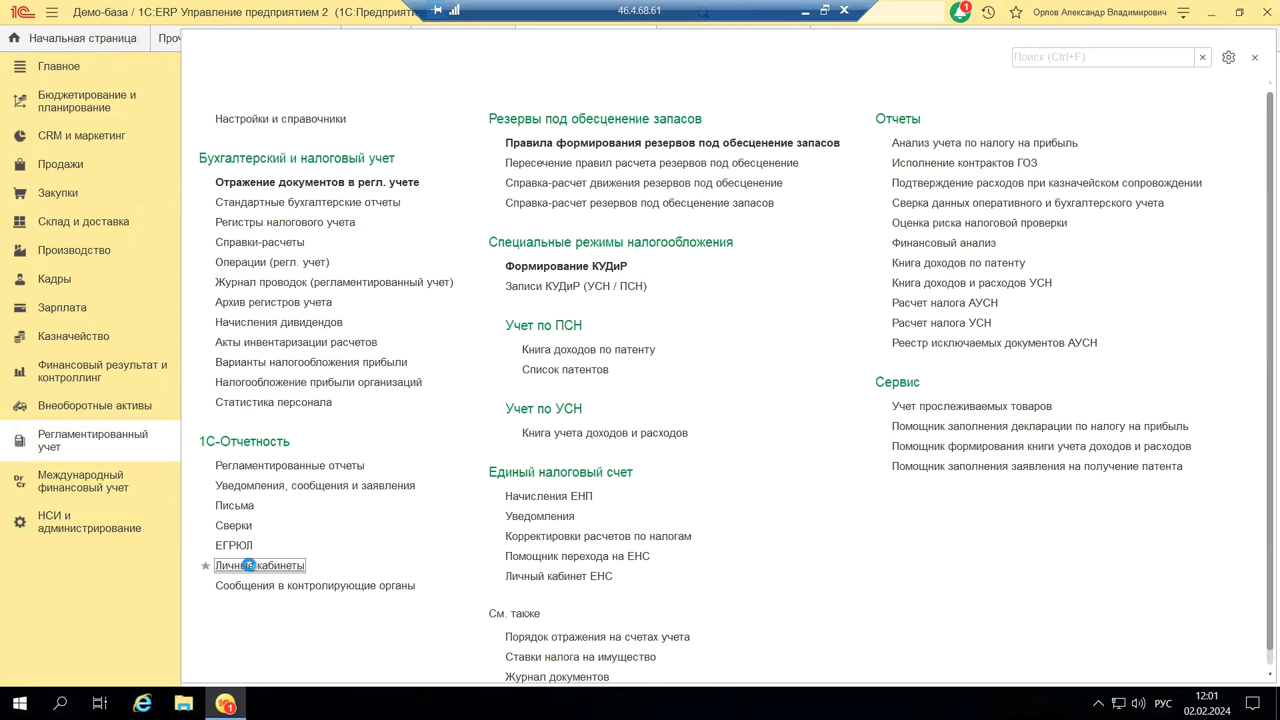 Демо-база / 1С:ERP Управление предприятием 2 (1С:Предприяти
46.4.68.61
1
Орлов Александр Владимирович
Начальная страница
Главное
Бюджетирование и
планирование
CRM и маркетинг
Продажи
Закупки
Склад и доставка
Производство
Кадры
Зарплата
Казначейство
Финансовый результат и
контроллинг
Внеоборотные активы
Регламентированный
учет
Международный
финансовый учет
НСИ и
администрирование
Поиск (Ctrl+F)
Настройки и справочники
Бухгалтерский и налоговый учет
Отражение документов в регл. учете
Стандартные бухгалтерские отчеты
Регистры налогового учета
Справки-расчеты
Операции (регл. учет)
Журнал проводок (регламентированный учет)
Архив регистров учета
Начисления дивидендов
Акты инвентаризации расчетов
Варианты налогообложения прибыли
Налогообложение прибыли организаций
Статистика персонала
1С-Отчетность
Регламентированные отчеты
Уведомления, сообщения и заявления
Письма
Сверки
ЕГРЮЛ
Личные кабинеты
Сообщения в контролирующие органы
Резервы под обесценение запасов
Правила формирования резервов под обесценение запасов
Пересечение правил расчета резервов под обесценение
Справка-расчет движения резервов под обесценение
Справка-расчет резервов под обесценение запасов
Специальные режимы налогообложения
Формирование КУДиР
Записи КУДиР (УСН / ПСН)
Учет по ПСН
Книга доходов по патенту
Список патентов
Учет по УСН
Книга учета доходов и расходов
Единый налоговый счет
Начисления ЕНП
Уведомления
Корректировки расчетов по налогам
Помощник перехода на ЕНС
Личный кабинет ЕНС
См. также
Порядок отражения на счетах учета
Ставки налога на имущество
Журнал документов
Отчеты
Анализ учета по налогу на прибыль
Исполнение контрактов ГОЗ
Подтверждение расходов при казначейском сопровождении
Сверка данных оперативного и бухгалтерского учета
Оценка риска налоговой проверки
Финансовый анализ
Книга доходов по патенту
Книга доходов и расходов УСН
Расчет налога АУСН
Расчет налога УСН
Реестр исключаемых документов АУСН
Сервис
Учет прослеживаемых товаров
Помощник заполнения декларации по налогу на прибыль
Помощник формирования книги учета доходов и расходов
Помощник заполнения заявления на получение патента
1
РУС
12:01
02.02.2024